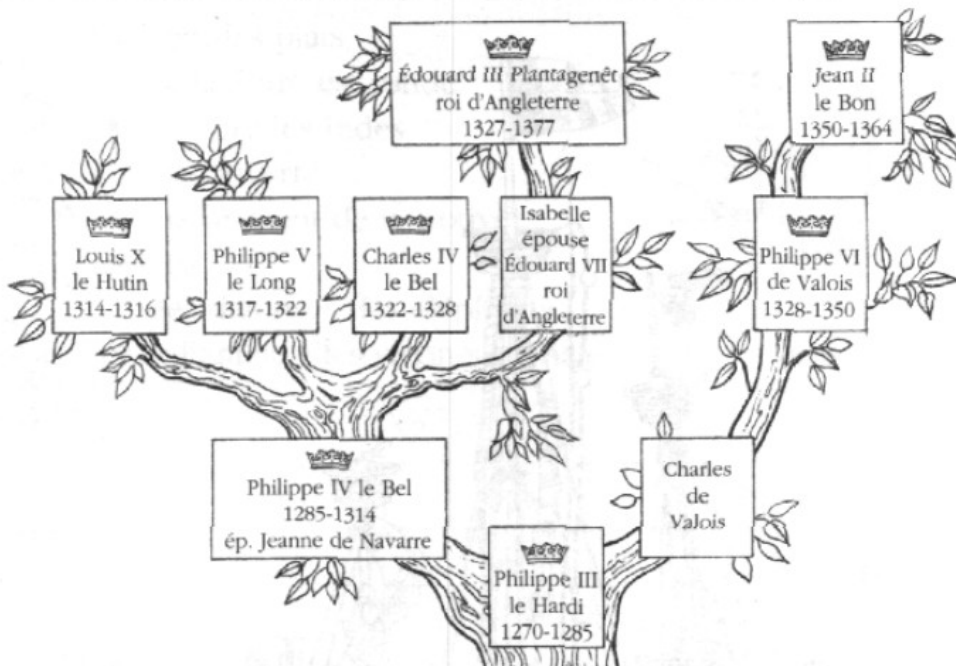 Édouard III Plantagenêt
roi d'Angleterre
1327-1377
Jean II
le Bon
1350-1364
Louis X
le Hutin
1314-1316
Philippe V
le Long
1317-1322
Charles IV
le Bel
1322-1328
Isabelle
épouse
Édouard VII
roi
d'Angleterre
Philippe VI
de Valois
1328-1350
Philippe IV le Bel
1285-1314
ép. Jeanne de Navarre
Charles
de
Valois
Philippe III
le Hardi
1270-1285